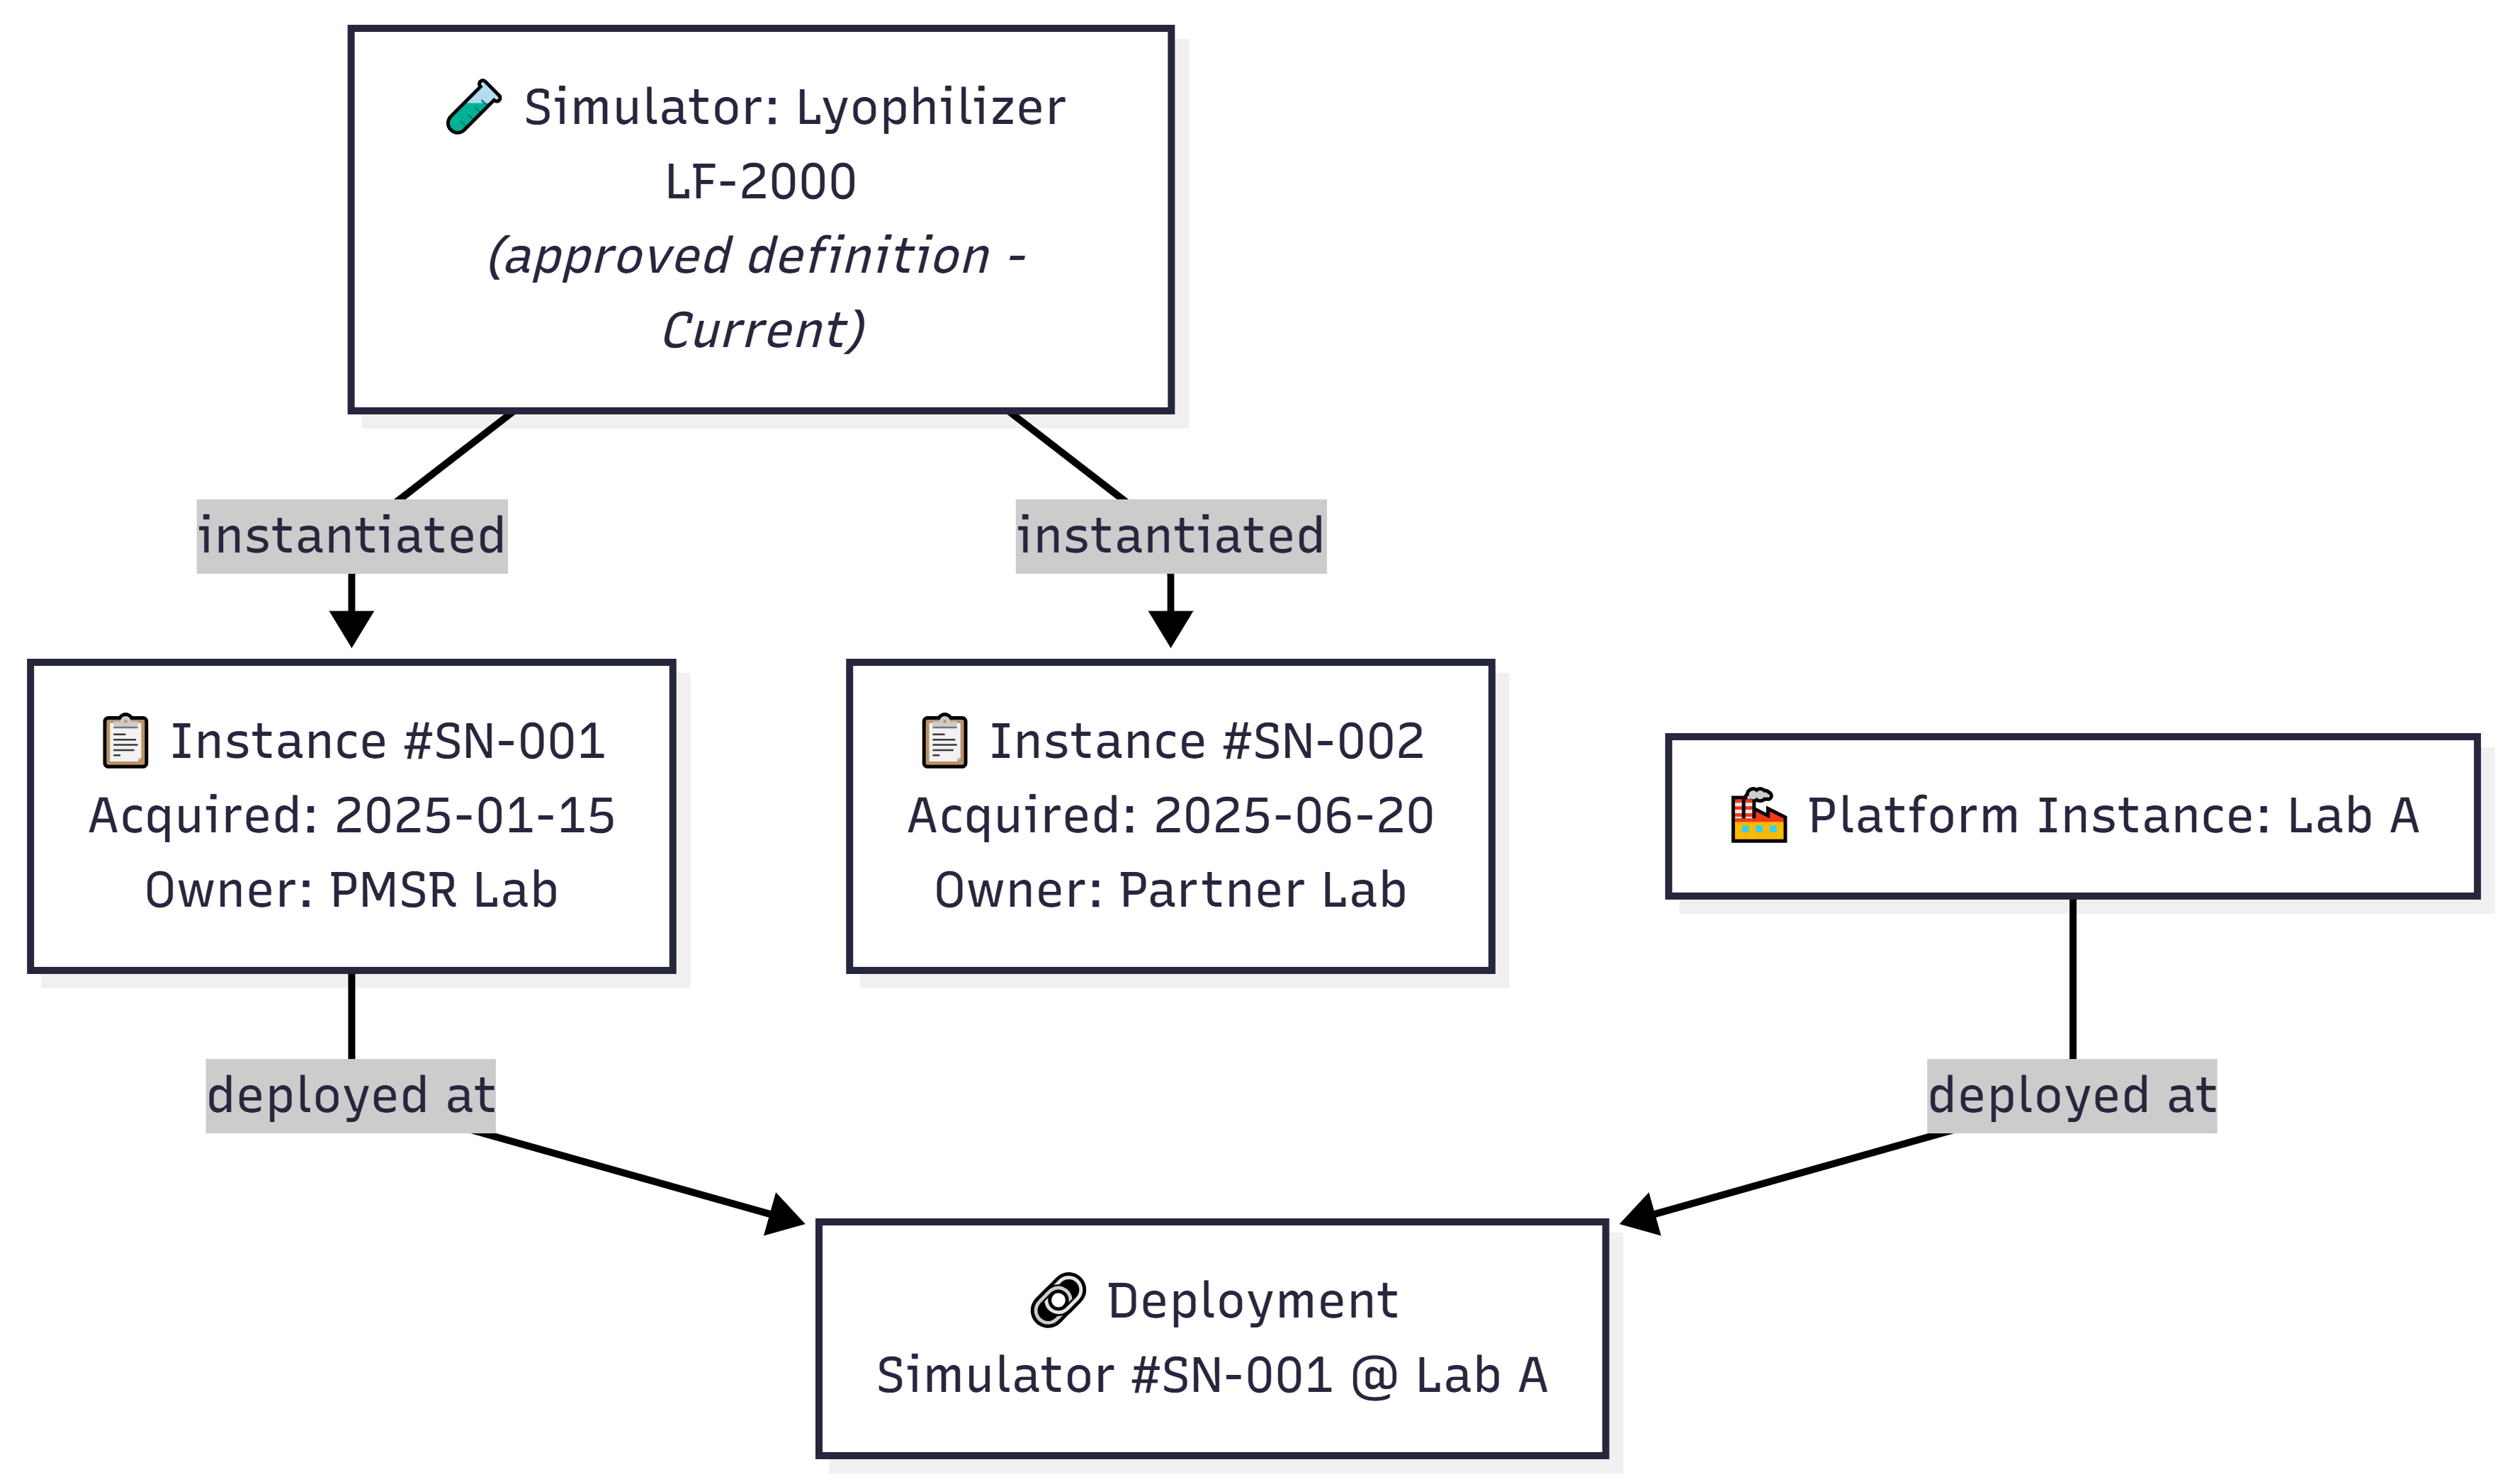 Simulator: Lyophilizer
LF-2000
(approved definition -
Current)
instantiated
instantiated
Instance #SN-001
Acquired: 2025-01-15
Owner: PMSR Lab
Instance #SN-002
Acquired: 2025-06-20
Owner: Partner Lab
Platform Instance: Lab A
deployed at
deployed at
Deployment
Simulator #SN-001 @ Lab A